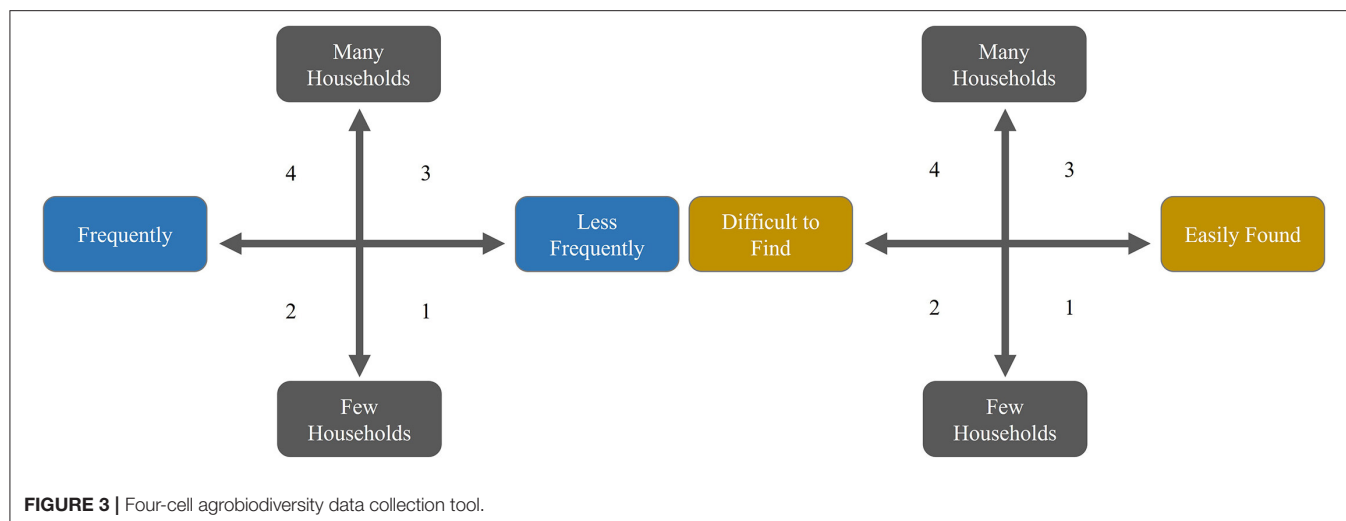 Many
Households
4
3
Frequently
Less
Frequently
2
1
Few
Households
Many
Households
4
3
Difficult to
Find
Easily Found
2
1
Few
Households
FIGURE 3 | Four-cell agrobiodiversity data collection tool.